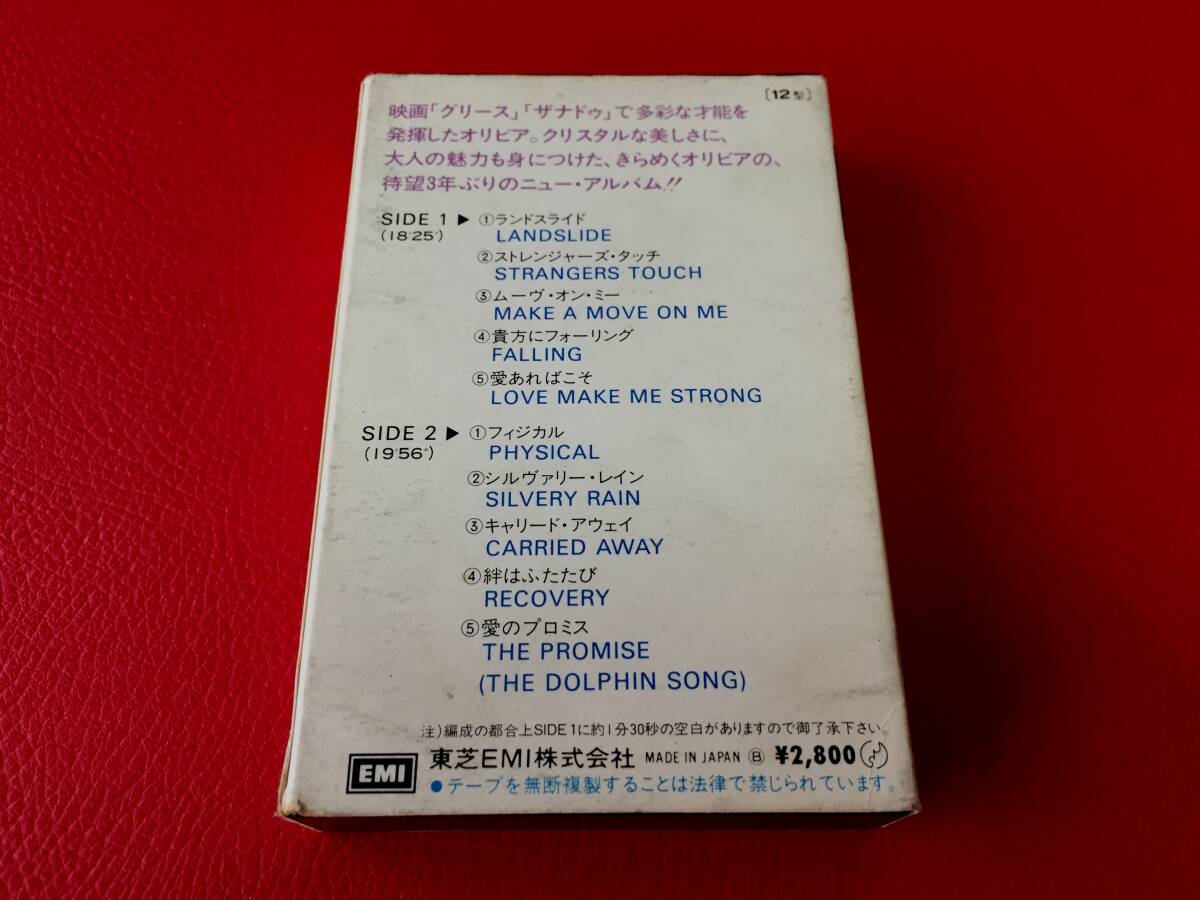 〔12型〕
映画「グリース」「ザナドゥ」で多彩な才能を
発揮したオリビア。クリスタルな美しさに、
大人の魅力も身につけた、きらめくオリビアの、
待望3年ぶりのニュー・アルバム!!
SIDE 1 ▶ ①ランドスライド
(18'25") LANDSLIDE
②ストレンジャーズ・タッチ
STRANGERS TOUCH
③ムーヴ・オン・ミー
MAKE A MOVE ON ME
④貴方にフォーリング
FALLING
⑤愛あればこそ
LOVE MAKE ME STRONG
SIDE 2 ▶ ①フィジカル
(19'56") PHYSICAL
②シルヴァリー・レイン
SILVERY RAIN
③キャリード・アウェイ
CARRIED AWAY
④絆はふたたび
RECOVERY
⑤愛のプロミス
THE PROMISE
(THE DOLPHIN SONG)
注)編成の都合上SIDE1に約1分30秒の空白がありますので御了承下さい。
EMI 東芝EMI株式会社 MADE IN JAPAN Ⓑ ¥2,800
●テープを無断複製することは法律で禁じられています。